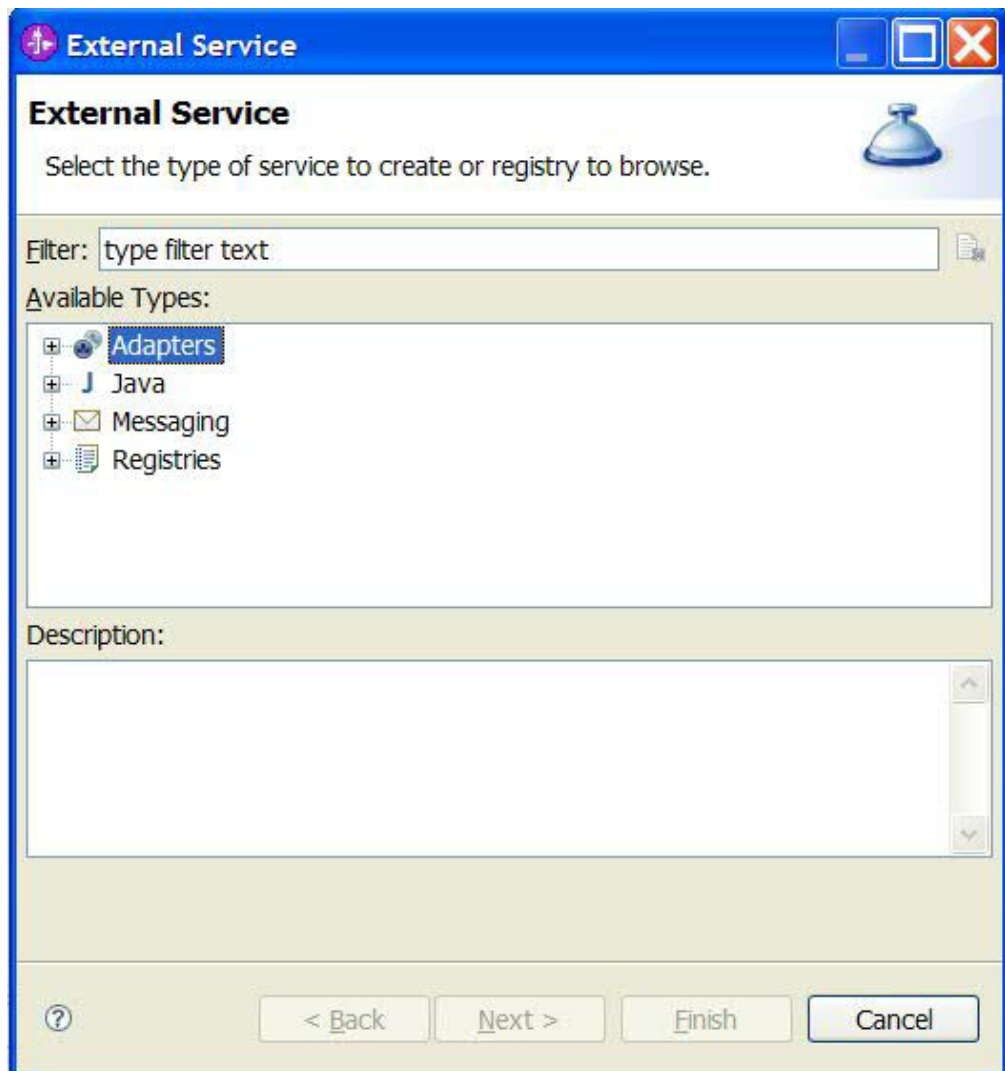 External Service
External Service
Select the type of service to create or registry to browse.
Filter: type filter text
Available Types:
Adapters
J Java
Messaging
Registries
Description:
? < Back Next > Finish Cancel